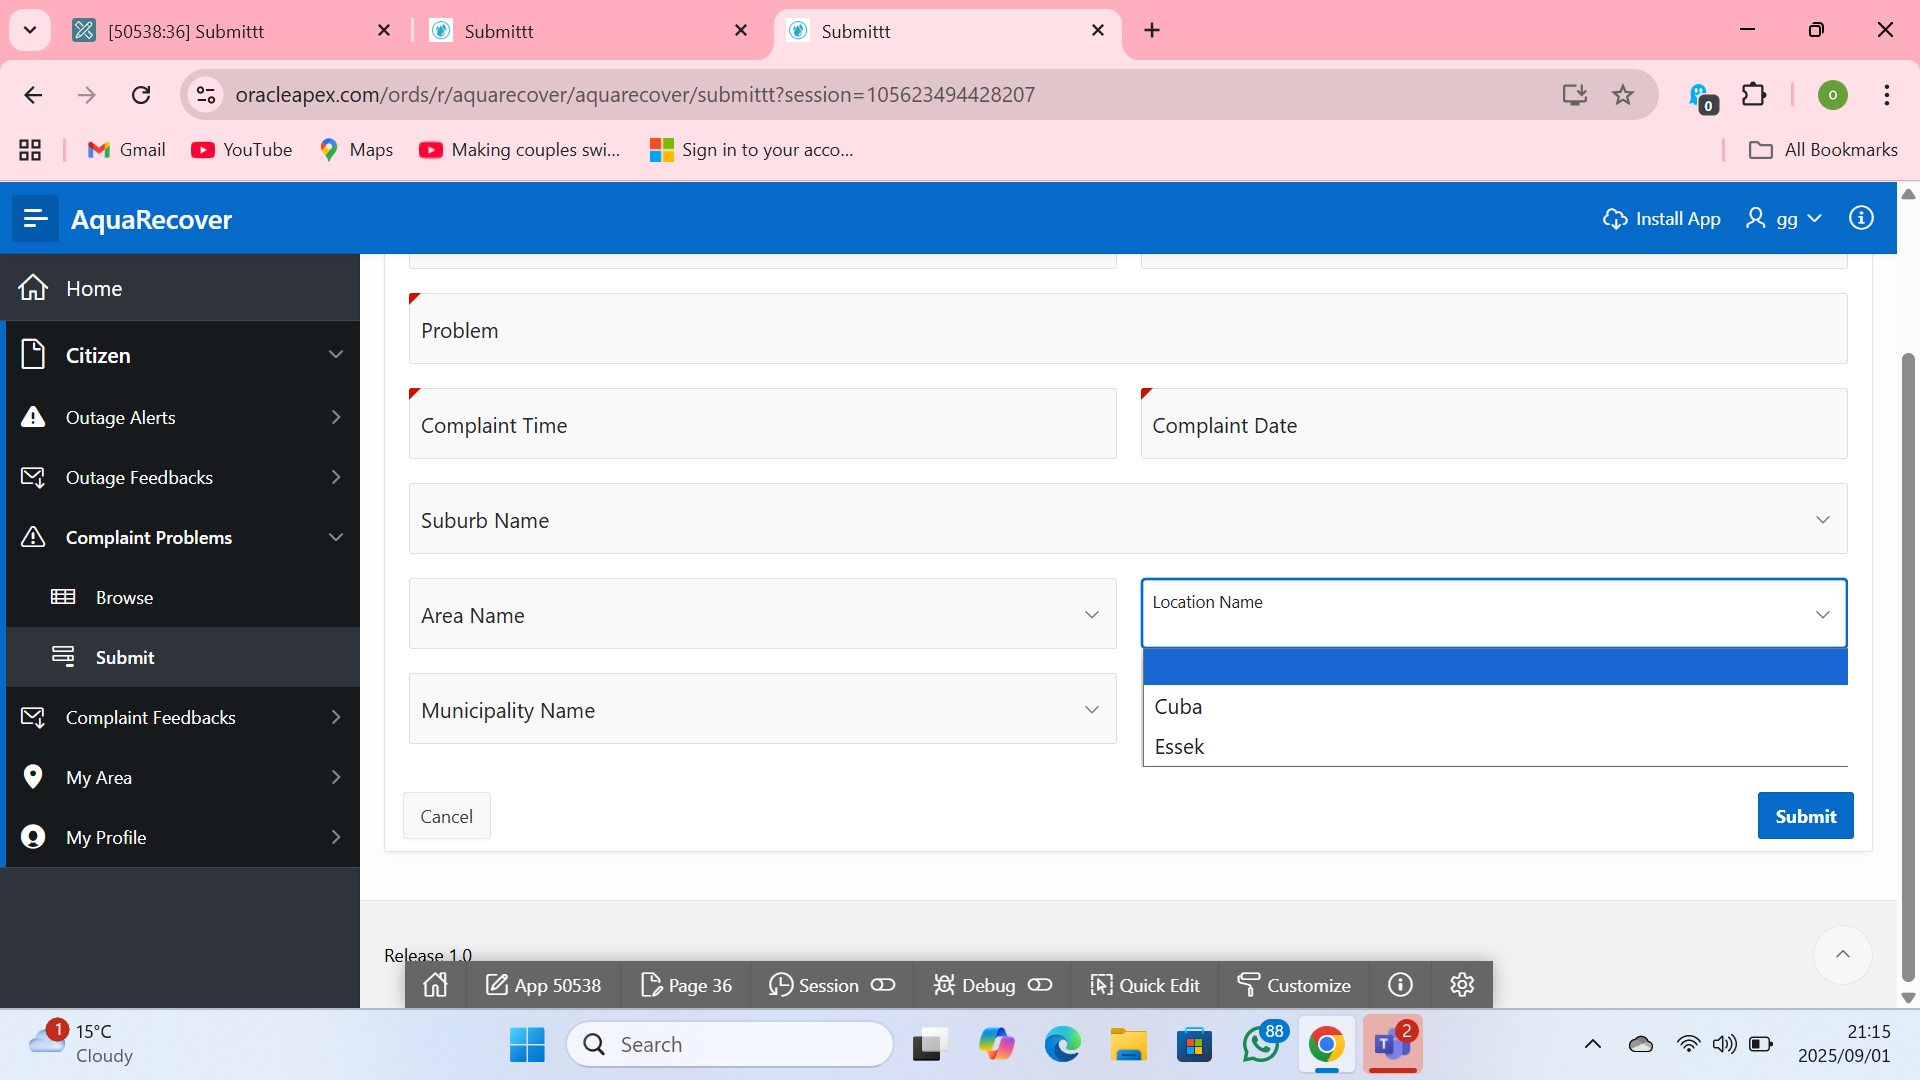 [50538:36] Submittt
Submittt
Submittt
oracleapex.com/ords/r/aquarecover/aquarecover/submittt?session=105623494428207
0
o
Gmail
YouTube
Maps
Making couples swi...
Sign in to your acco...
All Bookmarks
AquaRecover
Install App
gg
Home
Citizen
Outage Alerts
Outage Feedbacks
Complaint Problems
Browse
Submit
Complaint Feedbacks
My Area
My Profile
Problem
Complaint Time
Complaint Date
Suburb Name
Area Name
Location Name
Cuba
Essek
Municipality Name
Cancel
Submit
Release 1.0
App 50538
Page 36
Session
Debug
Quick Edit
Customize
1
15°C
Cloudy
Search
88
2
21:15
2025/09/01